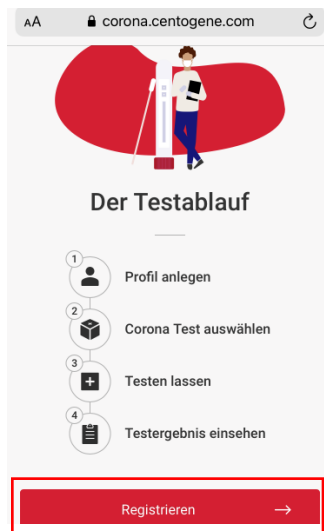 AA corona.centogene.com
Der Testablauf
1
Profil anlegen
2
Corona Test auswählen
3
Testen lassen
4
Testergebnis einsehen
Registrieren →